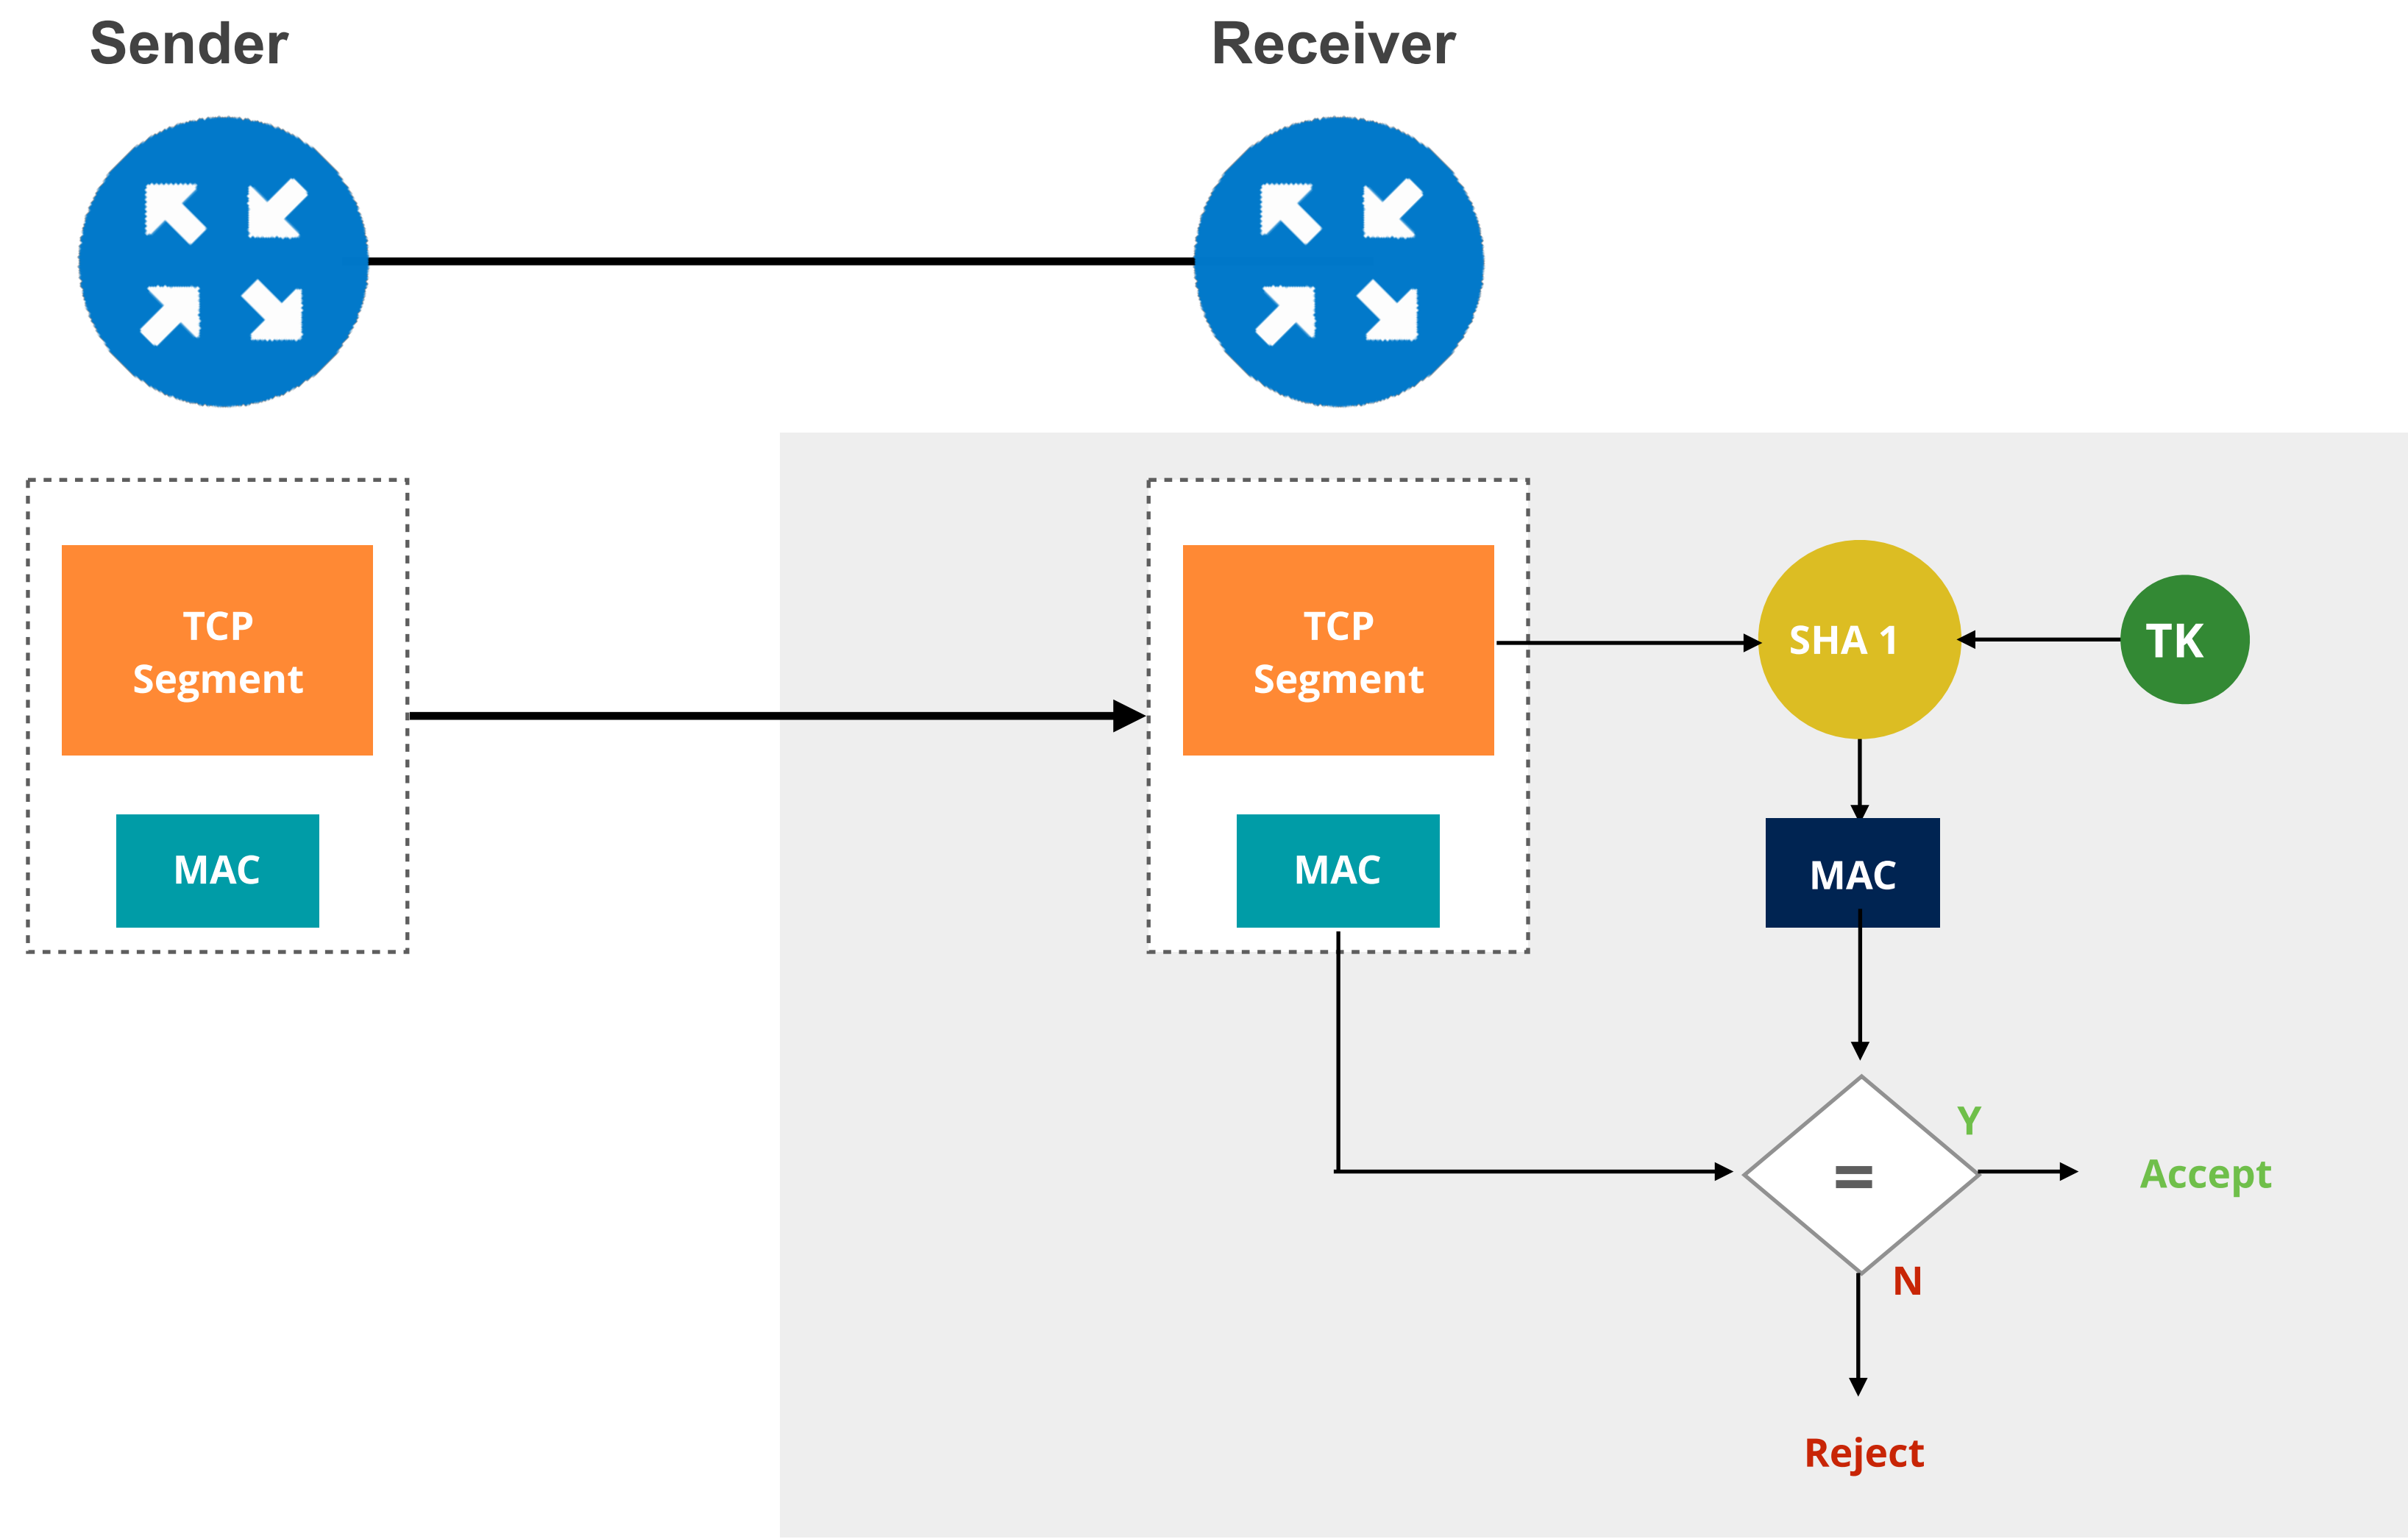 Sender
Receiver
TCP
Segment
MAC
TCP
Segment
MAC
SHA 1
TK
MAC
=
Y
Accept
N
Reject